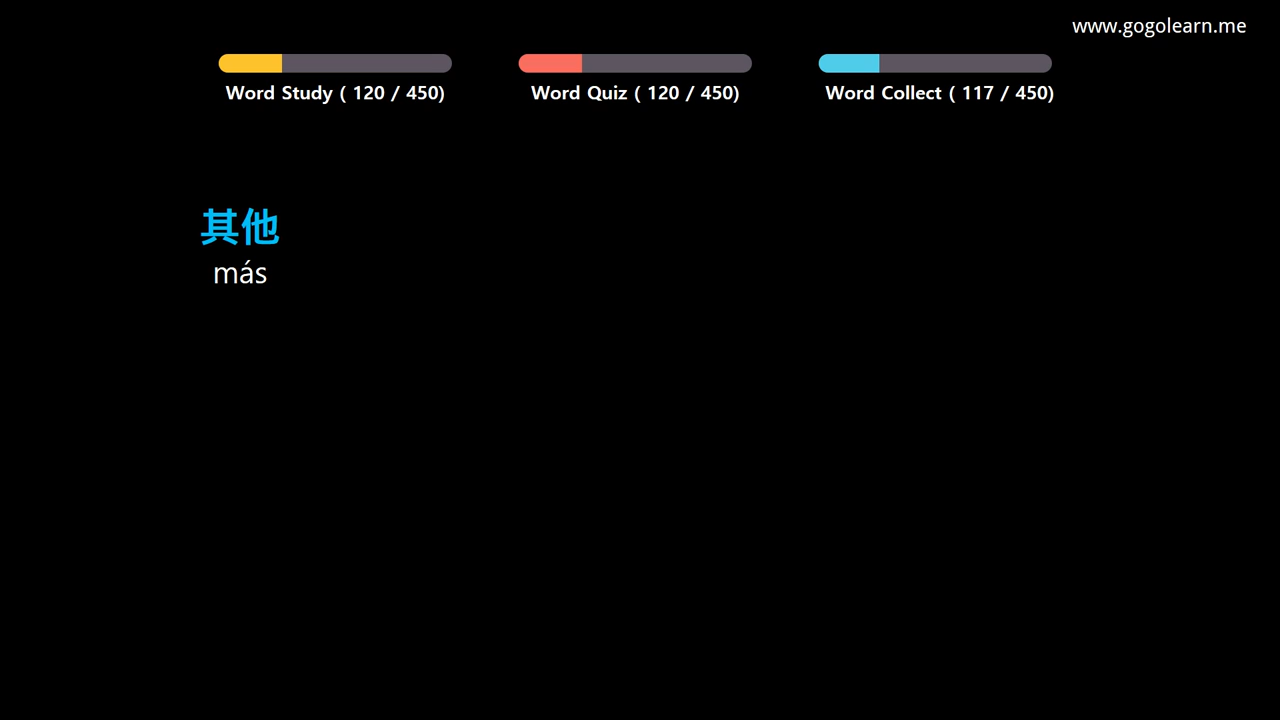 www.gogolearn.me
Word Study ( 120 / 450)
Word Quiz ( 120 / 450)
Word Collect ( 117 / 450)
其他
más